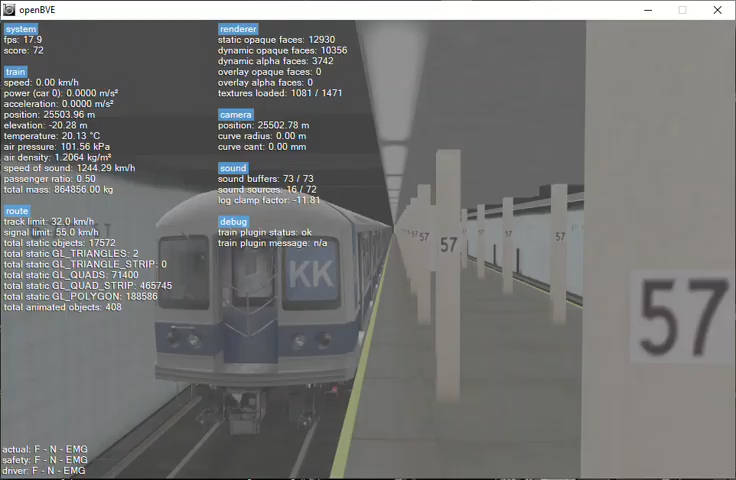 openBVE
system
fps: 17.9
score: 72
train
speed: 0.00 km/h
power (car 0): 0.0000 m/s²
acceleration: 0.0000 m/s²
position: 25503.96 m
elevation: -20.28 m
temperature: 20.13 °C
air pressure: 101.56 kPa
air density: 1.2064 kg/m³
speed of sound: 1244.29 km/h
passenger ratio: 0.50
total mass: 864856.00 kg
route
track limit: 32.0 km/h
signal limit: 55.0 km/h
total static objects: 17572
total static GL_TRIANGLES: 2
total static GL_TRIANGLE_STRIP: 0
total static GL_QUADS: 71400
total static GL_QUAD_STRIP: 465745
total static GL_POLYGON: 188586
total animated objects: 408
renderer
static opaque faces: 12930
dynamic opaque faces: 10356
dynamic alpha faces: 3742
overlay opaque faces: 0
overlay alpha faces: 0
textures loaded: 1081 / 1471
camera
position: 25502.78 m
curve radius: 0.00 m
curve cant: 0.00 mm
sound
sound buffers: 73 / 73
sound sources: 16 / 72
log clamp factor: -11.81
debug
train plugin status: ok
train plugin message: n/a
KK
57
57
57
57
57
57
57
actual: F - N - EMG
safety: F - N - EMG
driver: F - N - EMG